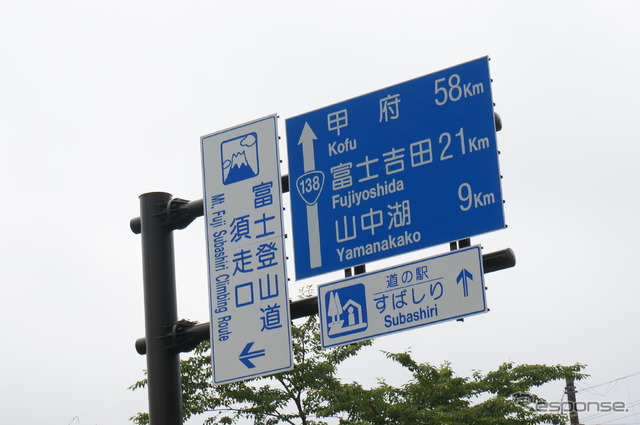 富士登山道
須走口
Mt. Fuji Subashiri Climbing Route
甲府 58Km
Kofu
138
富士吉田 21Km
Fujiyoshida
山中湖 9Km
Yamanakako
道の駅
すばしり
Subashiri
Response.